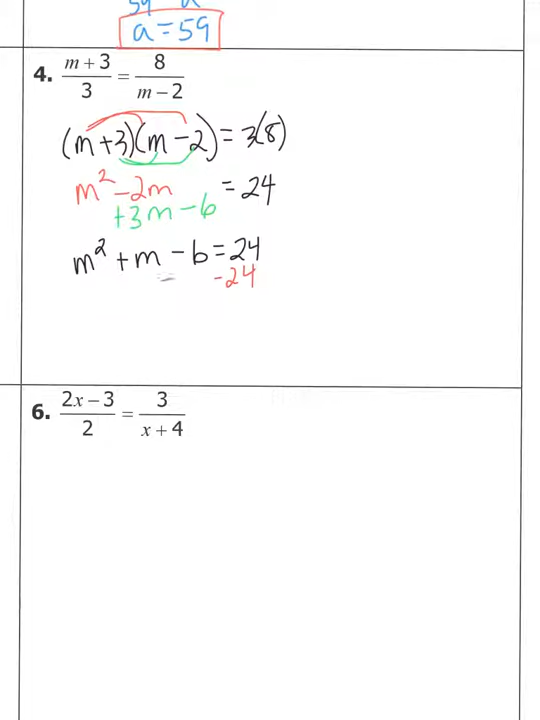 a = 59
4. m + 3 / 3 = 8 / m − 2
(m + 3)(m − 2) = 3(8)
m² − 2m = 24
+3m − 6
m² + m − 6 = 24
−24
6. 2x − 3 / 2 = 3 / x + 4